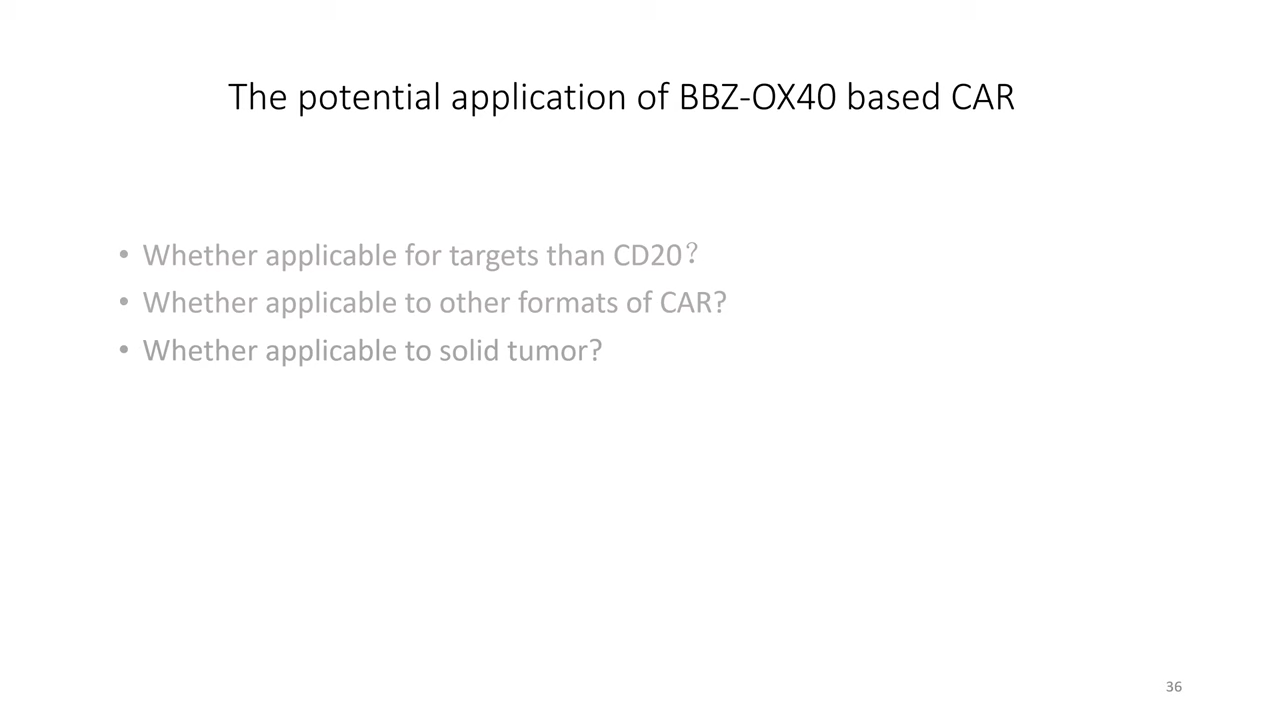 The potential application of BBZ-OX40 based CAR
• Whether applicable for targets than CD20？
• Whether applicable to other formats of CAR?
• Whether applicable to solid tumor?
36